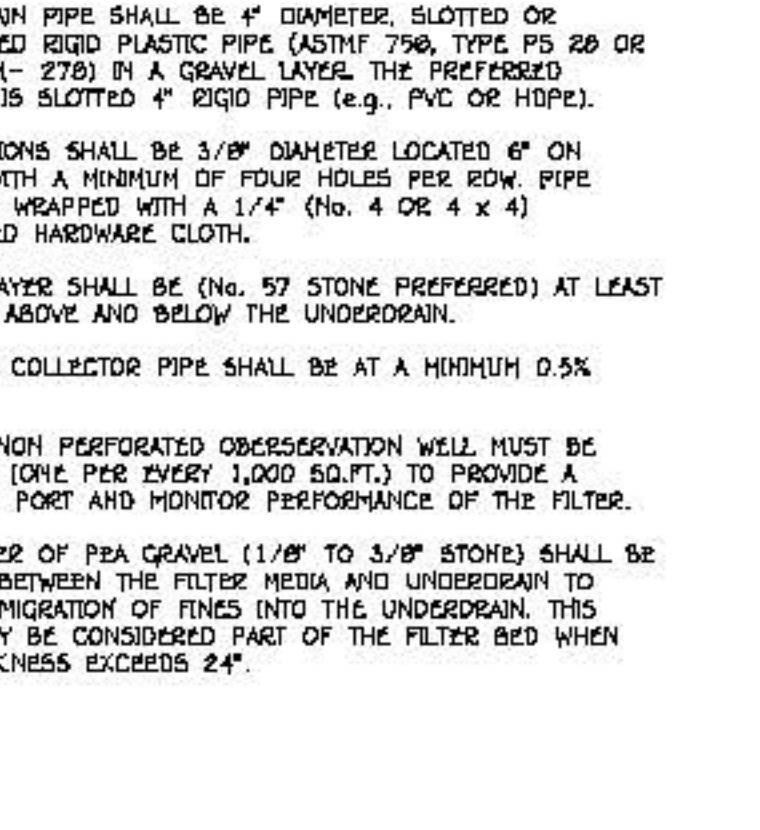 PIPE SHALL BE 4" DIAMETER, SLOTTED OR
RIGID PLASTIC PIPE (ASTMF 758, TYPE PS 28 OR
278) IN A GRAVEL LAYER. THE PREFERRED
IS SLOTTED 4" RIGID PIPE (e.g., PVC OR HDPE).
IONS SHALL BE 3/8" DIAMETER LOCATED 6" ON
ITH A MINIMUM OF FOUR HOLES PER ROW. PIPE
WRAPPED WITH A 1/4" (No. 4 OR 4 x 4)
D HARDWARE CLOTH.
AYER SHALL BE (No. 57 STONE PREFERRED) AT LEAST
ABOVE AND BELOW THE UNDERDRAIN.
COLLECTOR PIPE SHALL BE AT A MINIMUM 0.5%
NON PERFORATED OBERSERVATION WELL MUST BE
(ONE PER EVERY 1,000 SQ.FT.) TO PROVIDE A
PORT AND MONITOR PERFORMANCE OF THE FILTER.
ER OF PEA GRAVEL (1/8" TO 3/8" STONE) SHALL BE
BETWEEN THE FILTER MEDIA AND UNDERDRAIN TO
MIGRATION OF FINES INTO THE UNDERDRAIN. THIS
Y BE CONSIDERED PART OF THE FILTER BED WHEN
KNESS EXCEEDS 24".